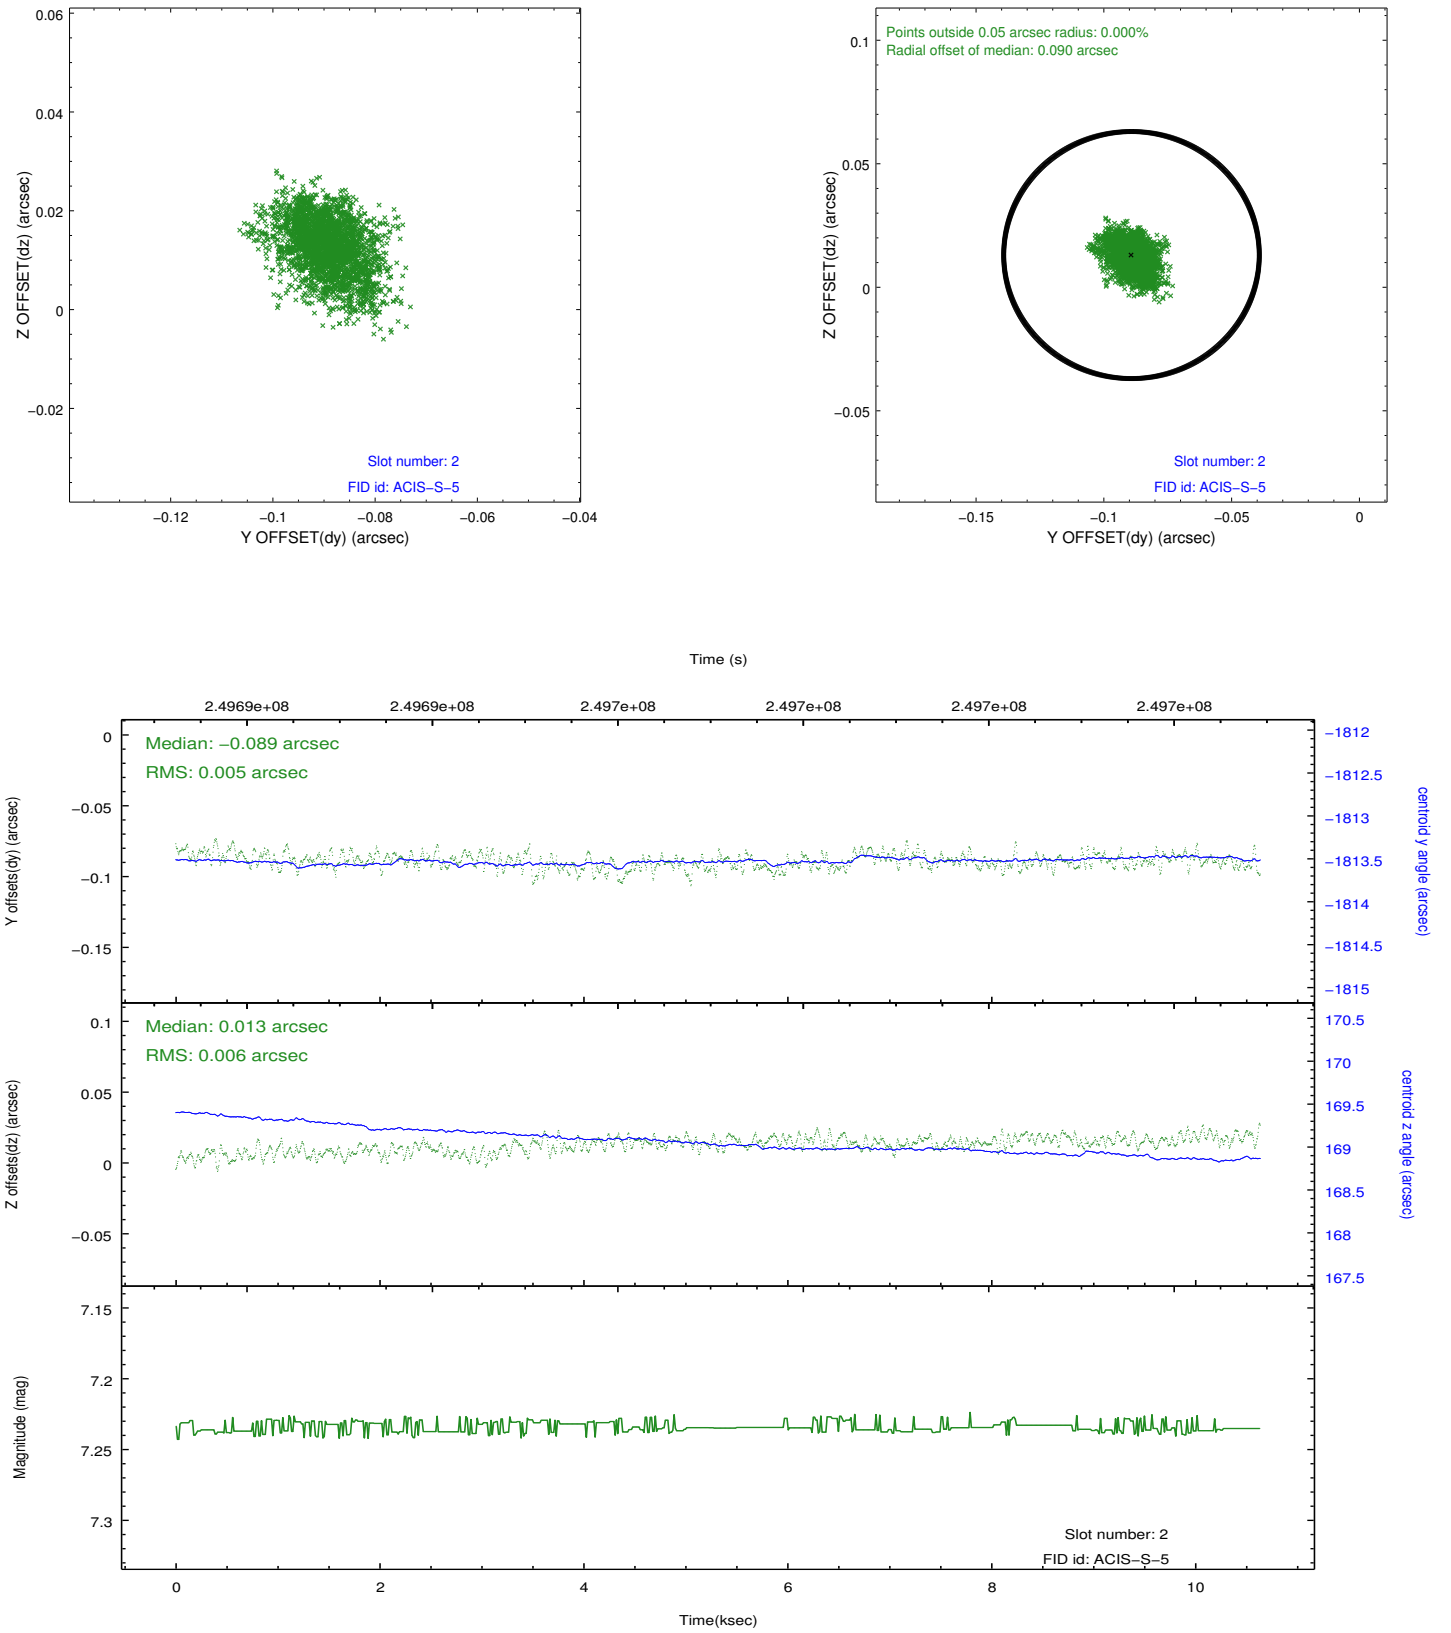 0.06
0.04
0.02
0
−0.02
Z OFFSET(dz) (arcsec)
Slot number: 2
FID id: ACIS−S−5
−0.12
−0.1
−0.08
−0.06
−0.04
Y OFFSET(dy) (arcsec)
Points outside 0.05 arcsec radius: 0.000%
Radial offset of median: 0.090 arcsec
0.1
0.05
0
−0.05
Z OFFSET(dz) (arcsec)
Slot number: 2
FID id: ACIS−S−5
−0.15
−0.1
−0.05
0
Y OFFSET(dy) (arcsec)
Time (s)
2.4969e+08
2.4969e+08
2.497e+08
2.497e+08
2.497e+08
2.497e+08
Median: −0.089 arcsec
RMS: 0.005 arcsec
0
−0.05
−0.1
−0.15
Y offsets(dy) (arcsec)
−1812
−1812.5
−1813
−1813.5
−1814
−1814.5
−1815
centroid y angle (arcsec)
Median: 0.013 arcsec
RMS: 0.006 arcsec
0.1
0.05
0
−0.05
Z offsets(dz) (arcsec)
170.5
170
169.5
169
168.5
168
167.5
centroid z angle (arcsec)
7.15
7.2
7.25
7.3
Magnitude (mag)
Slot number: 2
FID id: ACIS−S−5
0
2
4
6
8
10
Time(ksec)